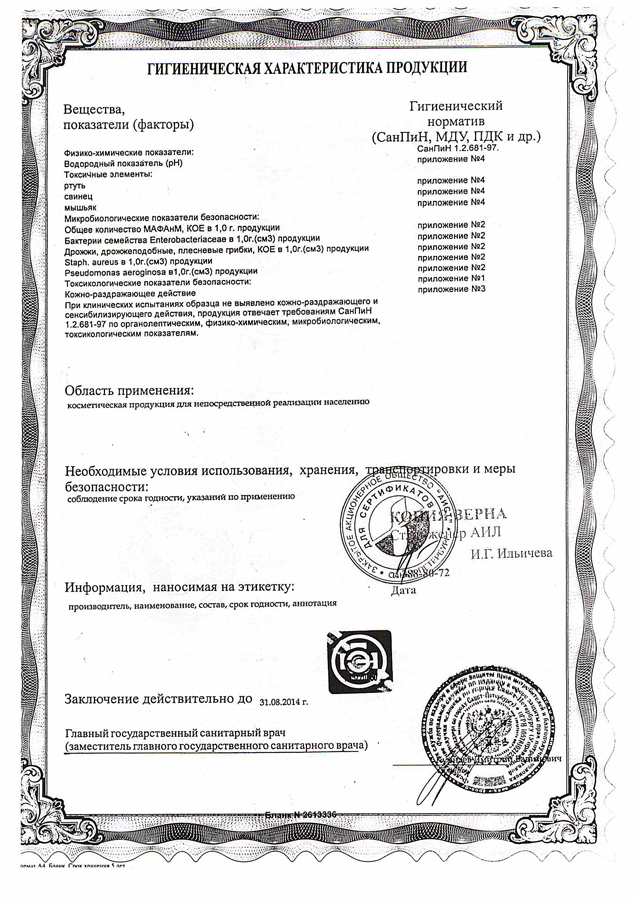 ГИГИЕНИЧЕСКАЯ ХАРАКТЕРИСТИКА ПРОДУКЦИИ
Вещества,
показатели (факторы)
Гигиенический
норматив
(СанПиН, МДУ, ПДК и др.)
Физико-химические показатели: СанПиН 1.2.681-97.
Водородный показатель (pH) приложение №4
Токсичные элементы:
ртуть приложение №4
свинец приложение №4
мышьяк приложение №4
Микробиологические показатели безопасности:
Общее количество МАФАнМ, КОЕ в 1,0 г. продукции приложение №2
Бактерии семейства Enterobacteriaceae в 1,0г.(см3) продукции приложение №2
Дрожжи, дрожжеподобные, плесневые грибки, КОЕ в 1,0г.(см3) продукции приложение №2
Staph. aureus в 1,0г.(см3) продукции приложение №2
Pseudomonas aeroginosa в1,0г.(см3) продукции приложение №2
Токсикологические показатели безопасности: приложение №1
Кожно-раздражающее действие приложение №3
При клинических испытаниях образца не выявлено кожно-раздражающего и
сенсибилизирующего действия, продукция отвечает требованиям СанПиН
1.2.681-97 по органолептическим, физико-химическим, микробиологическим,
токсикологическим показателям.
Область применения:
косметическая продукция для непосредственной реализации населению
Необходимые условия использования, хранения, транспортировки и меры
безопасности:
соблюдение срока годности, указаний по применению
ЗАКРЫТОЕ АКЦИОНЕРНОЕ ОБЩЕСТВО
ДЛЯ СЕРТИФИКАТОВ
КОПИЯ ВЕРНА
АИЛ
И.Г. Ильичева
Дата
Информация, наносимая на этикетку:
производитель, наименование, состав, срок годности, аннотация
Заключение действительно до 31.08.2014 г.
Главный государственный санитарный врач
(заместитель главного государственного санитарного врача)
Бланк N 2613336
Формат А4. Бланк. Срок хранения 5 лет.